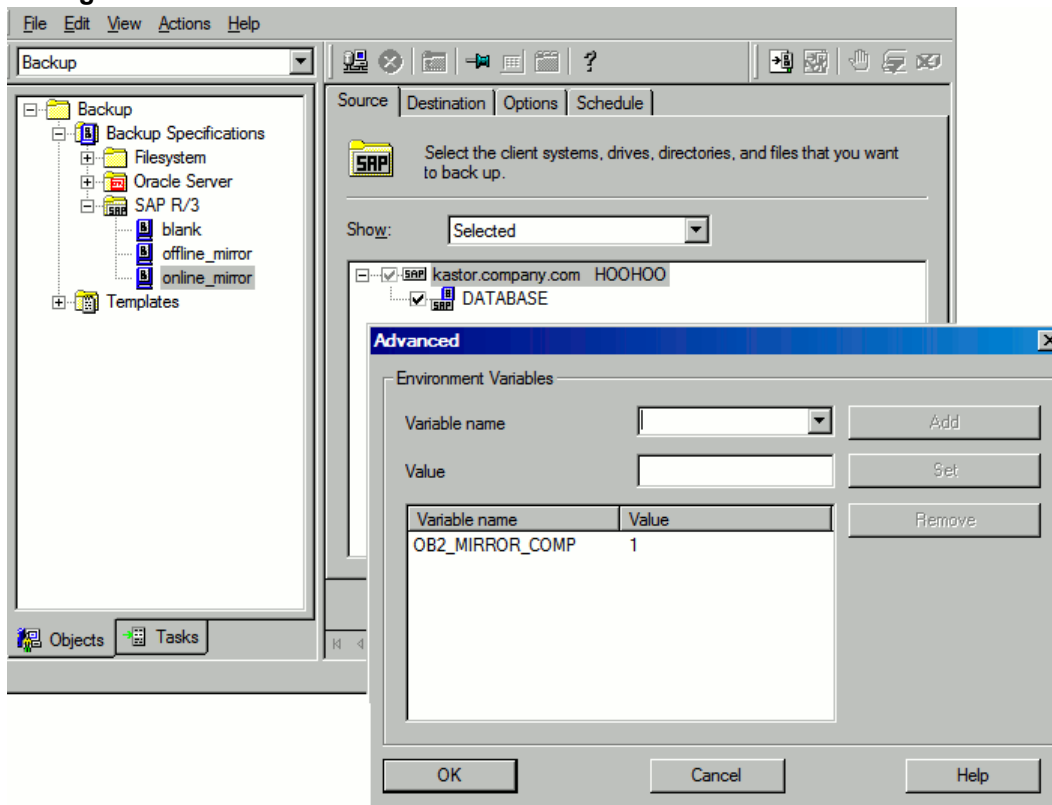 File Edit View Actions Help
Backup
Source Destination Options Schedule
Backup
Backup Specifications
Filesystem
Oracle Server
SAP R/3
blank
offline_mirror
online_mirror
Templates
SAP
Select the client systems, drives, directories, and files that you want
to back up.
Show: Selected
SAP kastor.company.com HOOHOO
SAP DATABASE
Objects Tasks
Advanced
Environment Variables
Variable name Add
Value Set
Variable name Value Remove
OB2_MIRROR_COMP 1
OK Cancel Help